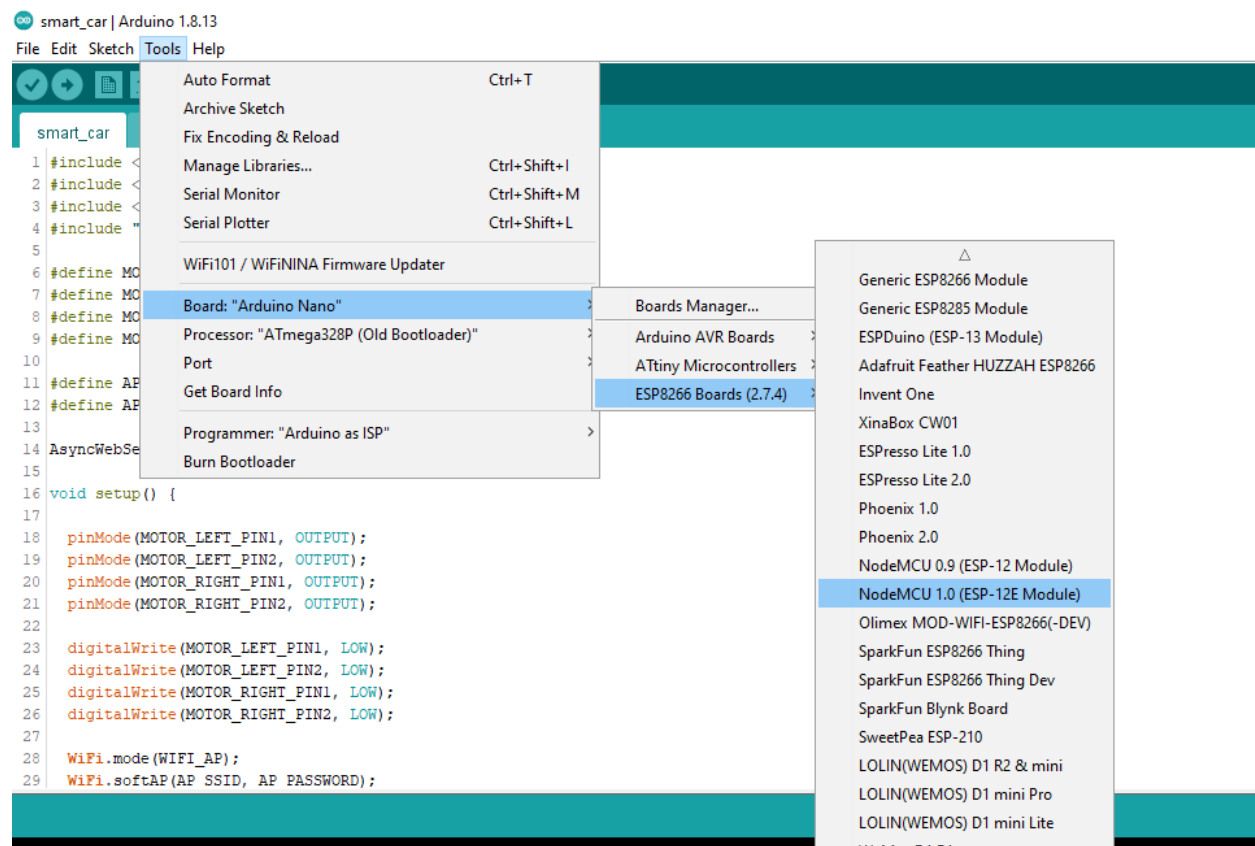 smart_car | Arduino 1.8.13
File Edit Sketch Tools Help
smart_car
Auto Format Ctrl+T
Archive Sketch
Fix Encoding & Reload
Manage Libraries... Ctrl+Shift+I
Serial Monitor Ctrl+Shift+M
Serial Plotter Ctrl+Shift+L
WiFi101 / WiFiNINA Firmware Updater
Board: "Arduino Nano"
Processor: "ATmega328P (Old Bootloader)"
Port
Get Board Info
Programmer: "Arduino as ISP"
Burn Bootloader
Boards Manager...
Arduino AVR Boards
ATtiny Microcontrollers
ESP8266 Boards (2.7.4)
Generic ESP8266 Module
Generic ESP8285 Module
ESPDuino (ESP-13 Module)
Adafruit Feather HUZZAH ESP8266
Invent One
XinaBox CW01
ESPresso Lite 1.0
ESPresso Lite 2.0
Phoenix 1.0
Phoenix 2.0
NodeMCU 0.9 (ESP-12 Module)
NodeMCU 1.0 (ESP-12E Module)
Olimex MOD-WIFI-ESP8266(-DEV)
SparkFun ESP8266 Thing
SparkFun ESP8266 Thing Dev
SparkFun Blynk Board
SweetPea ESP-210
LOLIN(WEMOS) D1 R2 & mini
LOLIN(WEMOS) D1 mini Pro
LOLIN(WEMOS) D1 mini Lite
1 #include <
2 #include <
3 #include <
4 #include "
5
6 #define MO
7 #define MO
8 #define MO
9 #define MO
10
11 #define AP
12 #define AP
13
14 AsyncWebSe
15
16 void setup() {
17
18 pinMode(MOTOR_LEFT_PIN1, OUTPUT);
19 pinMode(MOTOR_LEFT_PIN2, OUTPUT);
20 pinMode(MOTOR_RIGHT_PIN1, OUTPUT);
21 pinMode(MOTOR_RIGHT_PIN2, OUTPUT);
22
23 digitalWrite(MOTOR_LEFT_PIN1, LOW);
24 digitalWrite(MOTOR_LEFT_PIN2, LOW);
25 digitalWrite(MOTOR_RIGHT_PIN1, LOW);
26 digitalWrite(MOTOR_RIGHT_PIN2, LOW);
27
28 WiFi.mode(WIFI_AP);
29 WiFi.softAP(AP_SSID, AP_PASSWORD);